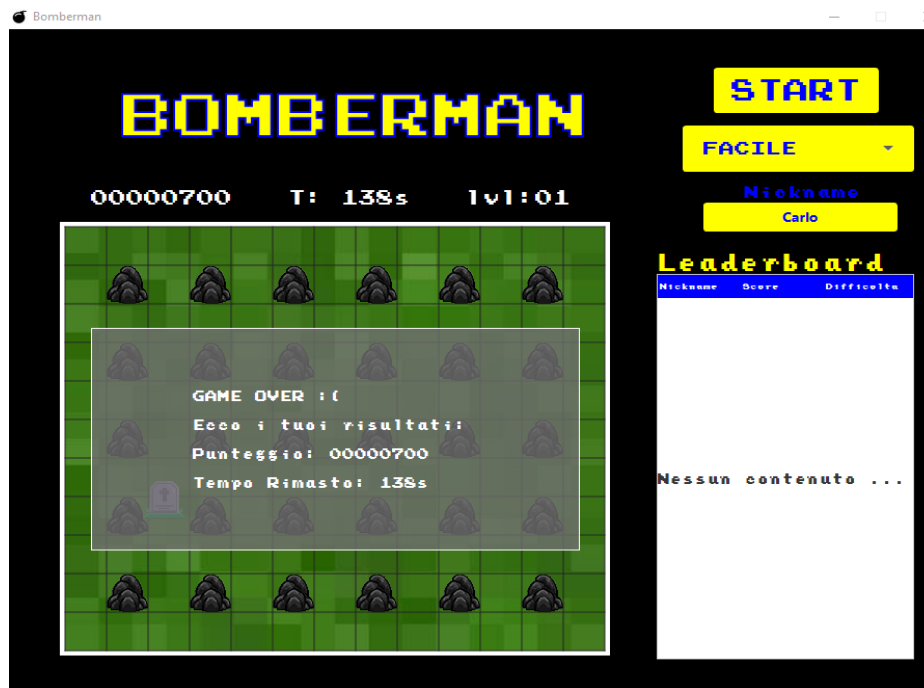 Bomberman
BOMBERMAN
START
FACILE
Nickname
Carlo
00000700 T: 138s lvl:01
Leaderboard
Nickname Score Difficolta
GAME OVER :(
Ecco i tuoi risultati:
Punteggio: 00000700
Tempo Rimasto: 138s
Nessun contenuto ...